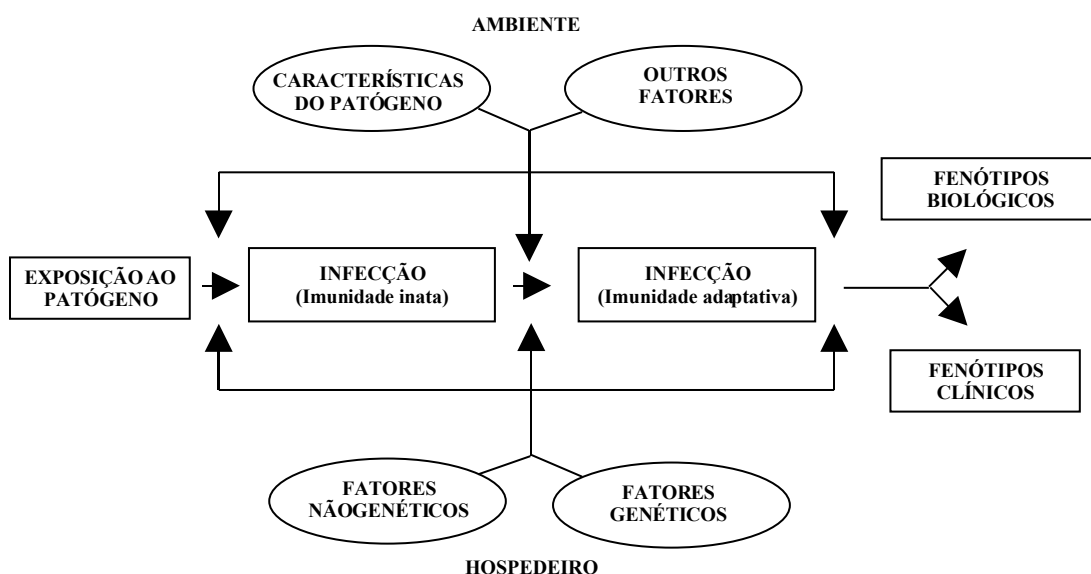 AMBIENTE
CARACTERÍSTICAS
DO PATÓGENO
OUTROS
FATORES
FENÓTIPOS
BIOLÓGICOS
EXPOSIÇÃO AO
PATÓGENO
INFECÇÃO
(Imunidade inata)
INFECÇÃO
(Imunidade adaptativa)
FENÓTIPOS
CLÍNICOS
FATORES
NÃOGENÉTICOS
FATORES
GENÉTICOS
HOSPEDEIRO